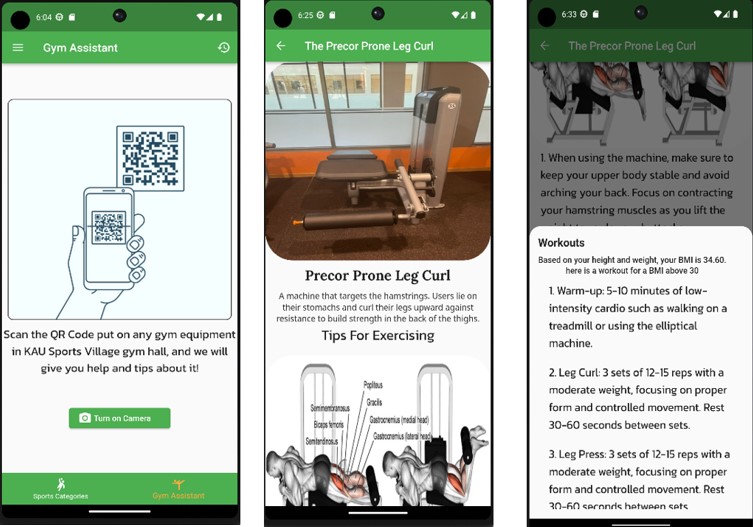 6:04
Gym Assistant
Scan the QR Code put on any gym equipment
in KAU Sports Village gym hall, and we will
give you help and tips about it!
Turn on Camera
Sports Categories
Gym Assistant
6:25
The Precor Prone Leg Curl
Precor Prone Leg Curl
A machine that targets the hamstrings. Users lie on
their stomachs and curl their legs upward against
resistance to build strength in the back of the thighs.
Tips For Exercising
Popliteus
Gracilis
Semimembranosus
Gastrocnemius (medial head)
Biceps femoris
Gastrocnemius (lateral head)
Semitendinosus
6:33
The Precor Prone Leg Curl
1. When using the machine, make sure to
keep your upper body stable and avoid
arching your back. Focus on contracting
your hamstring muscles as you lift the
Workouts
Based on your height and weight, your BMI is 34.60.
here is a workout for a BMI above 30
1. Warm-up: 5-10 minutes of low-
intensity cardio such as walking on a
treadmill or using the elliptical
machine.
2. Leg Curl: 3 sets of 12-15 reps with a
moderate weight, focusing on proper
form and controlled movement. Rest
30-60 seconds between sets.
3. Leg Press: 3 sets of 12-15 reps with a
moderate weight, focusing on proper
form and controlled movement. Rest
30-60 seconds between sets.